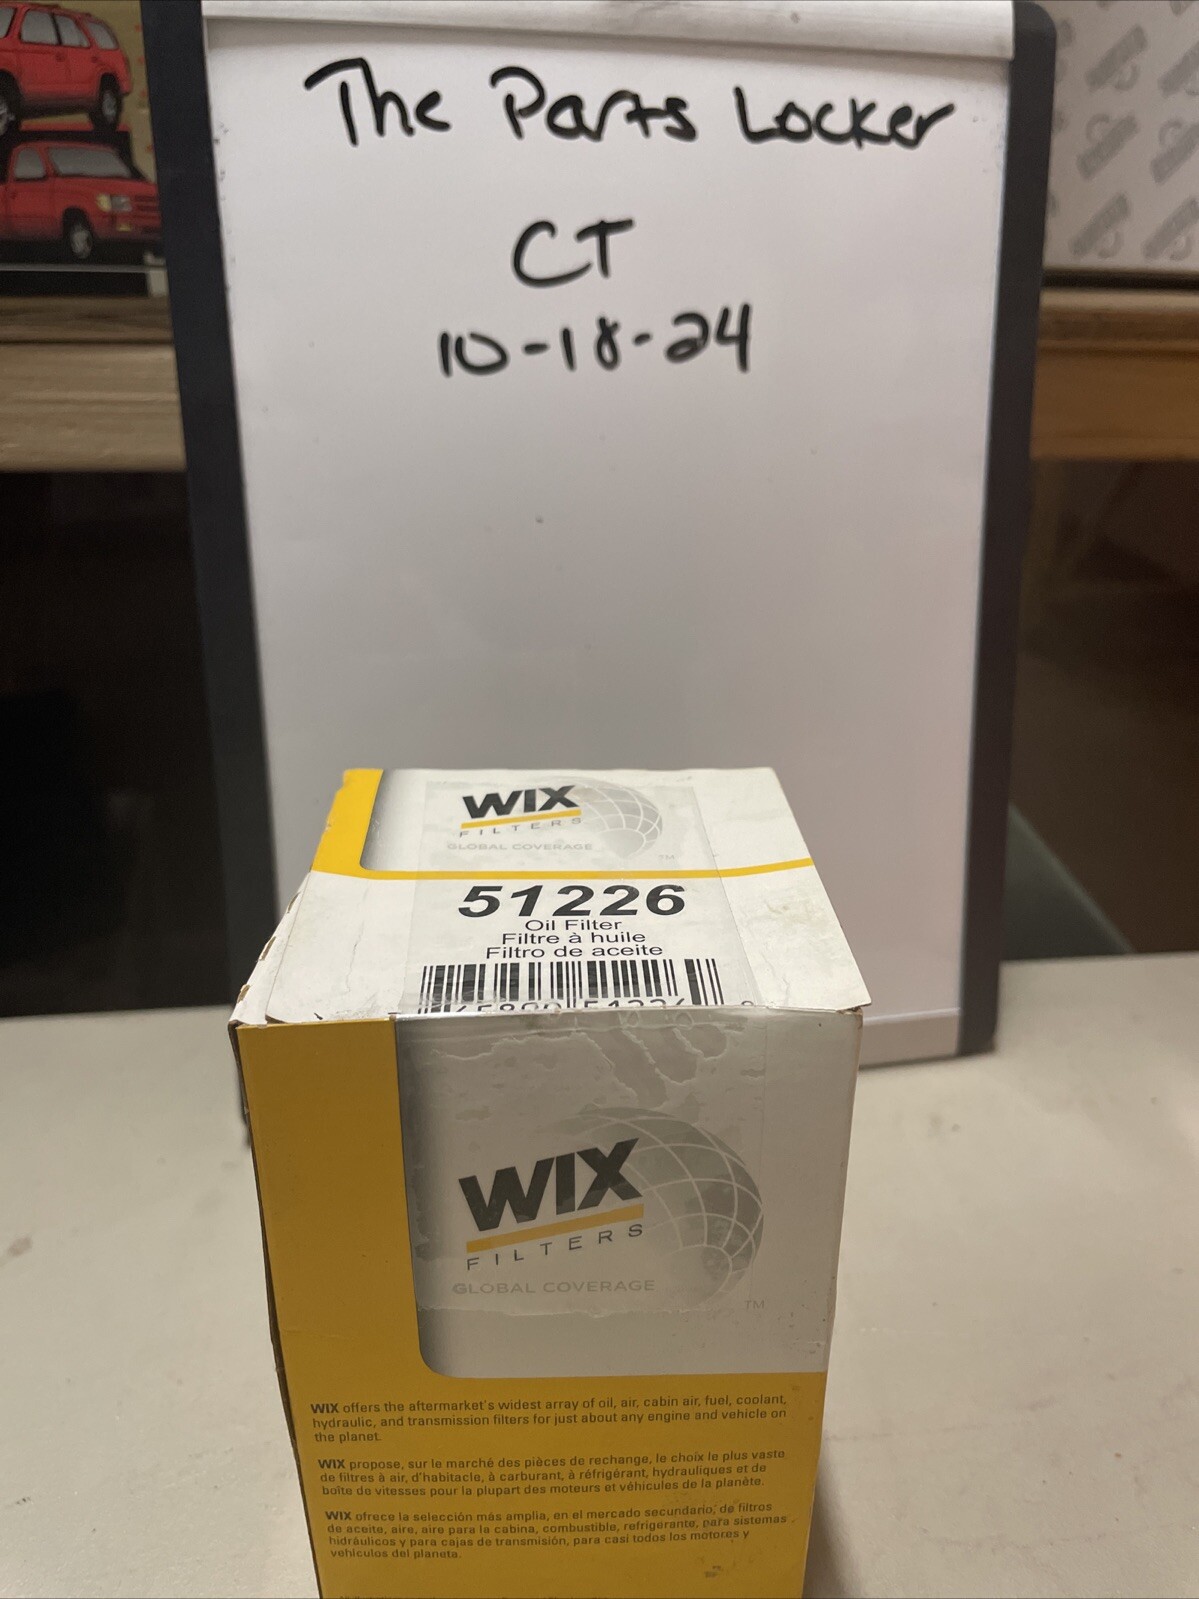 The Parts Locker
CT
10-18-24
WIX
FILTERS
GLOBAL COVERAGE
TM
51226
Oil Filter
Filtre à huile
Filtro de aceite
WIX
FILTERS
GLOBAL COVERAGE
TM
WIX offers the aftermarket's widest array of oil, air, cabin air, fuel, coolant,
hydraulic, and transmission filters for just about any engine and vehicle on
the planet.
WIX propose, sur le marché des pièces de rechange, le choix le plus vaste
de filtres à air, d'habitacle, à carburant, à réfrigérant, hydrauliques et de
boîte de vitesses pour la plupart des moteurs et véhicules de la planète.
WIX ofrece la selección más amplia, en el mercado secundario, de filtros
de aceite, aire, aire para la cabina, combustible, refrigerante, para sistemas
hidráulicos y para cajas de transmisión, para casi todos los motores y
vehículos del planeta.